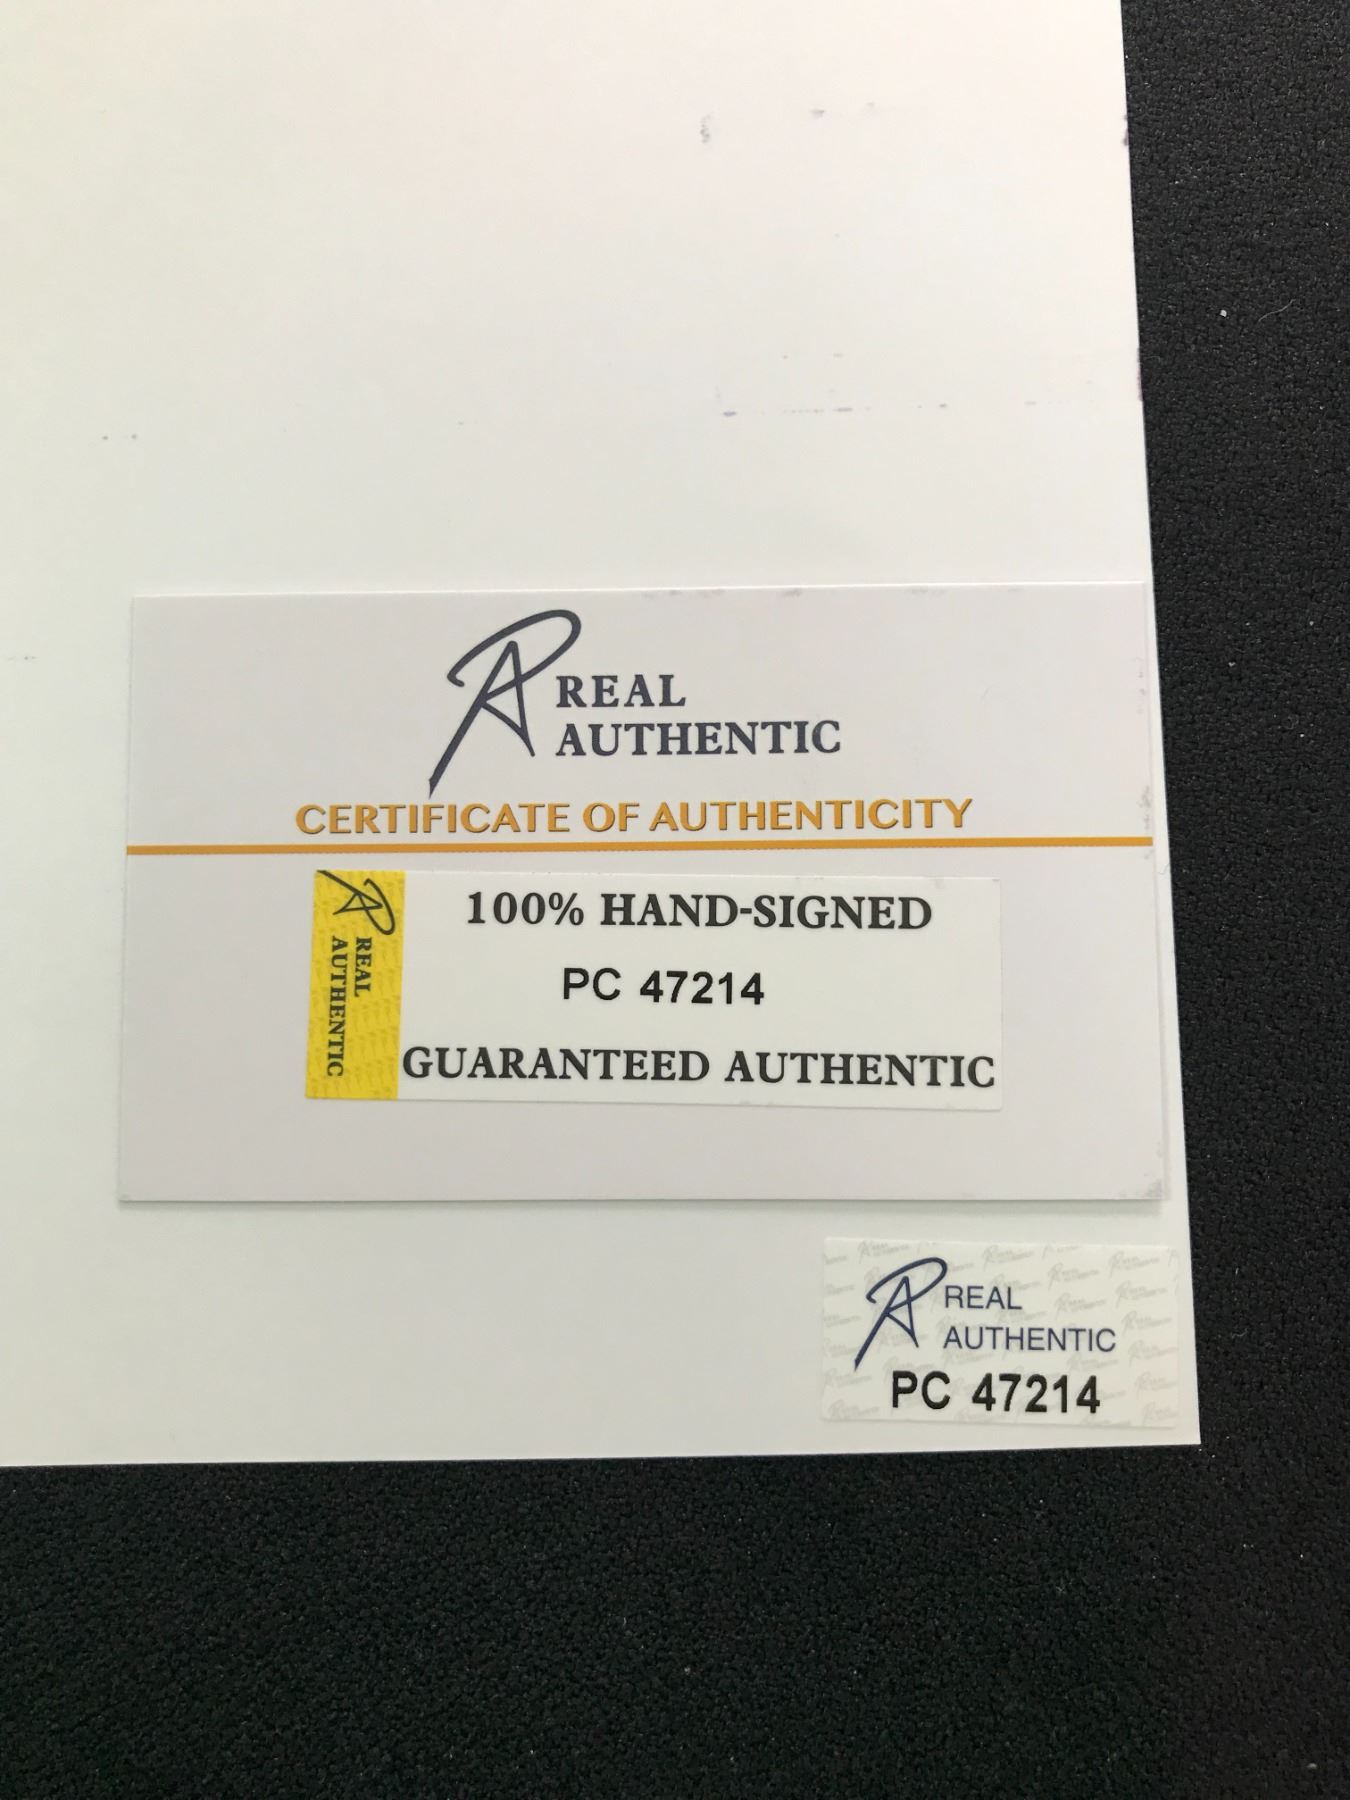 REAL
AUTHENTIC
CERTIFICATE OF AUTHENTICITY
REAL
AUTHENTIC
100% HAND-SIGNED
PC 47214
GUARANTEED AUTHENTIC
REAL
AUTHENTIC
PC 47214